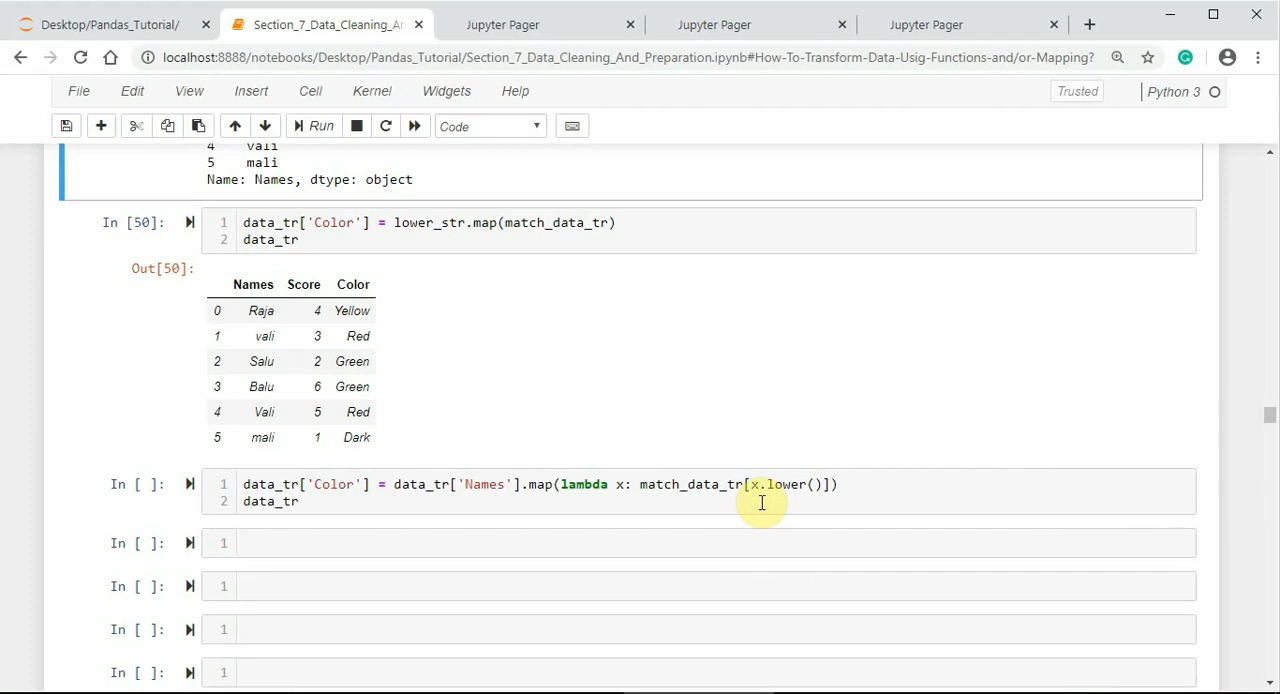 Desktop/Pandas_Tutorial/
Section_7_Data_Cleaning_An
Jupyter Pager
Jupyter Pager
Jupyter Pager
localhost:8888/notebooks/Desktop/Pandas_Tutorial/Section_7_Data_Cleaning_And_Preparation.ipynb#How-To-Transform-Data-Usig-Functions-and/or-Mapping?
File Edit View Insert Cell Kernel Widgets Help Trusted Python 3
Run Code
4 vali
5 mali
Name: Names, dtype: object
In [50]: 1 data_tr['Color'] = lower_str.map(match_data_tr)
2 data_tr
Out[50]:
Names Score Color
0 Raja 4 Yellow
1 vali 3 Red
2 Salu 2 Green
3 Balu 6 Green
4 Vali 5 Red
5 mali 1 Dark
In [ ]: 1 data_tr['Color'] = data_tr['Names'].map(lambda x: match_data_tr[x.lower()])
2 data_tr
In [ ]: 1
In [ ]: 1
In [ ]: 1
In [ ]: 1